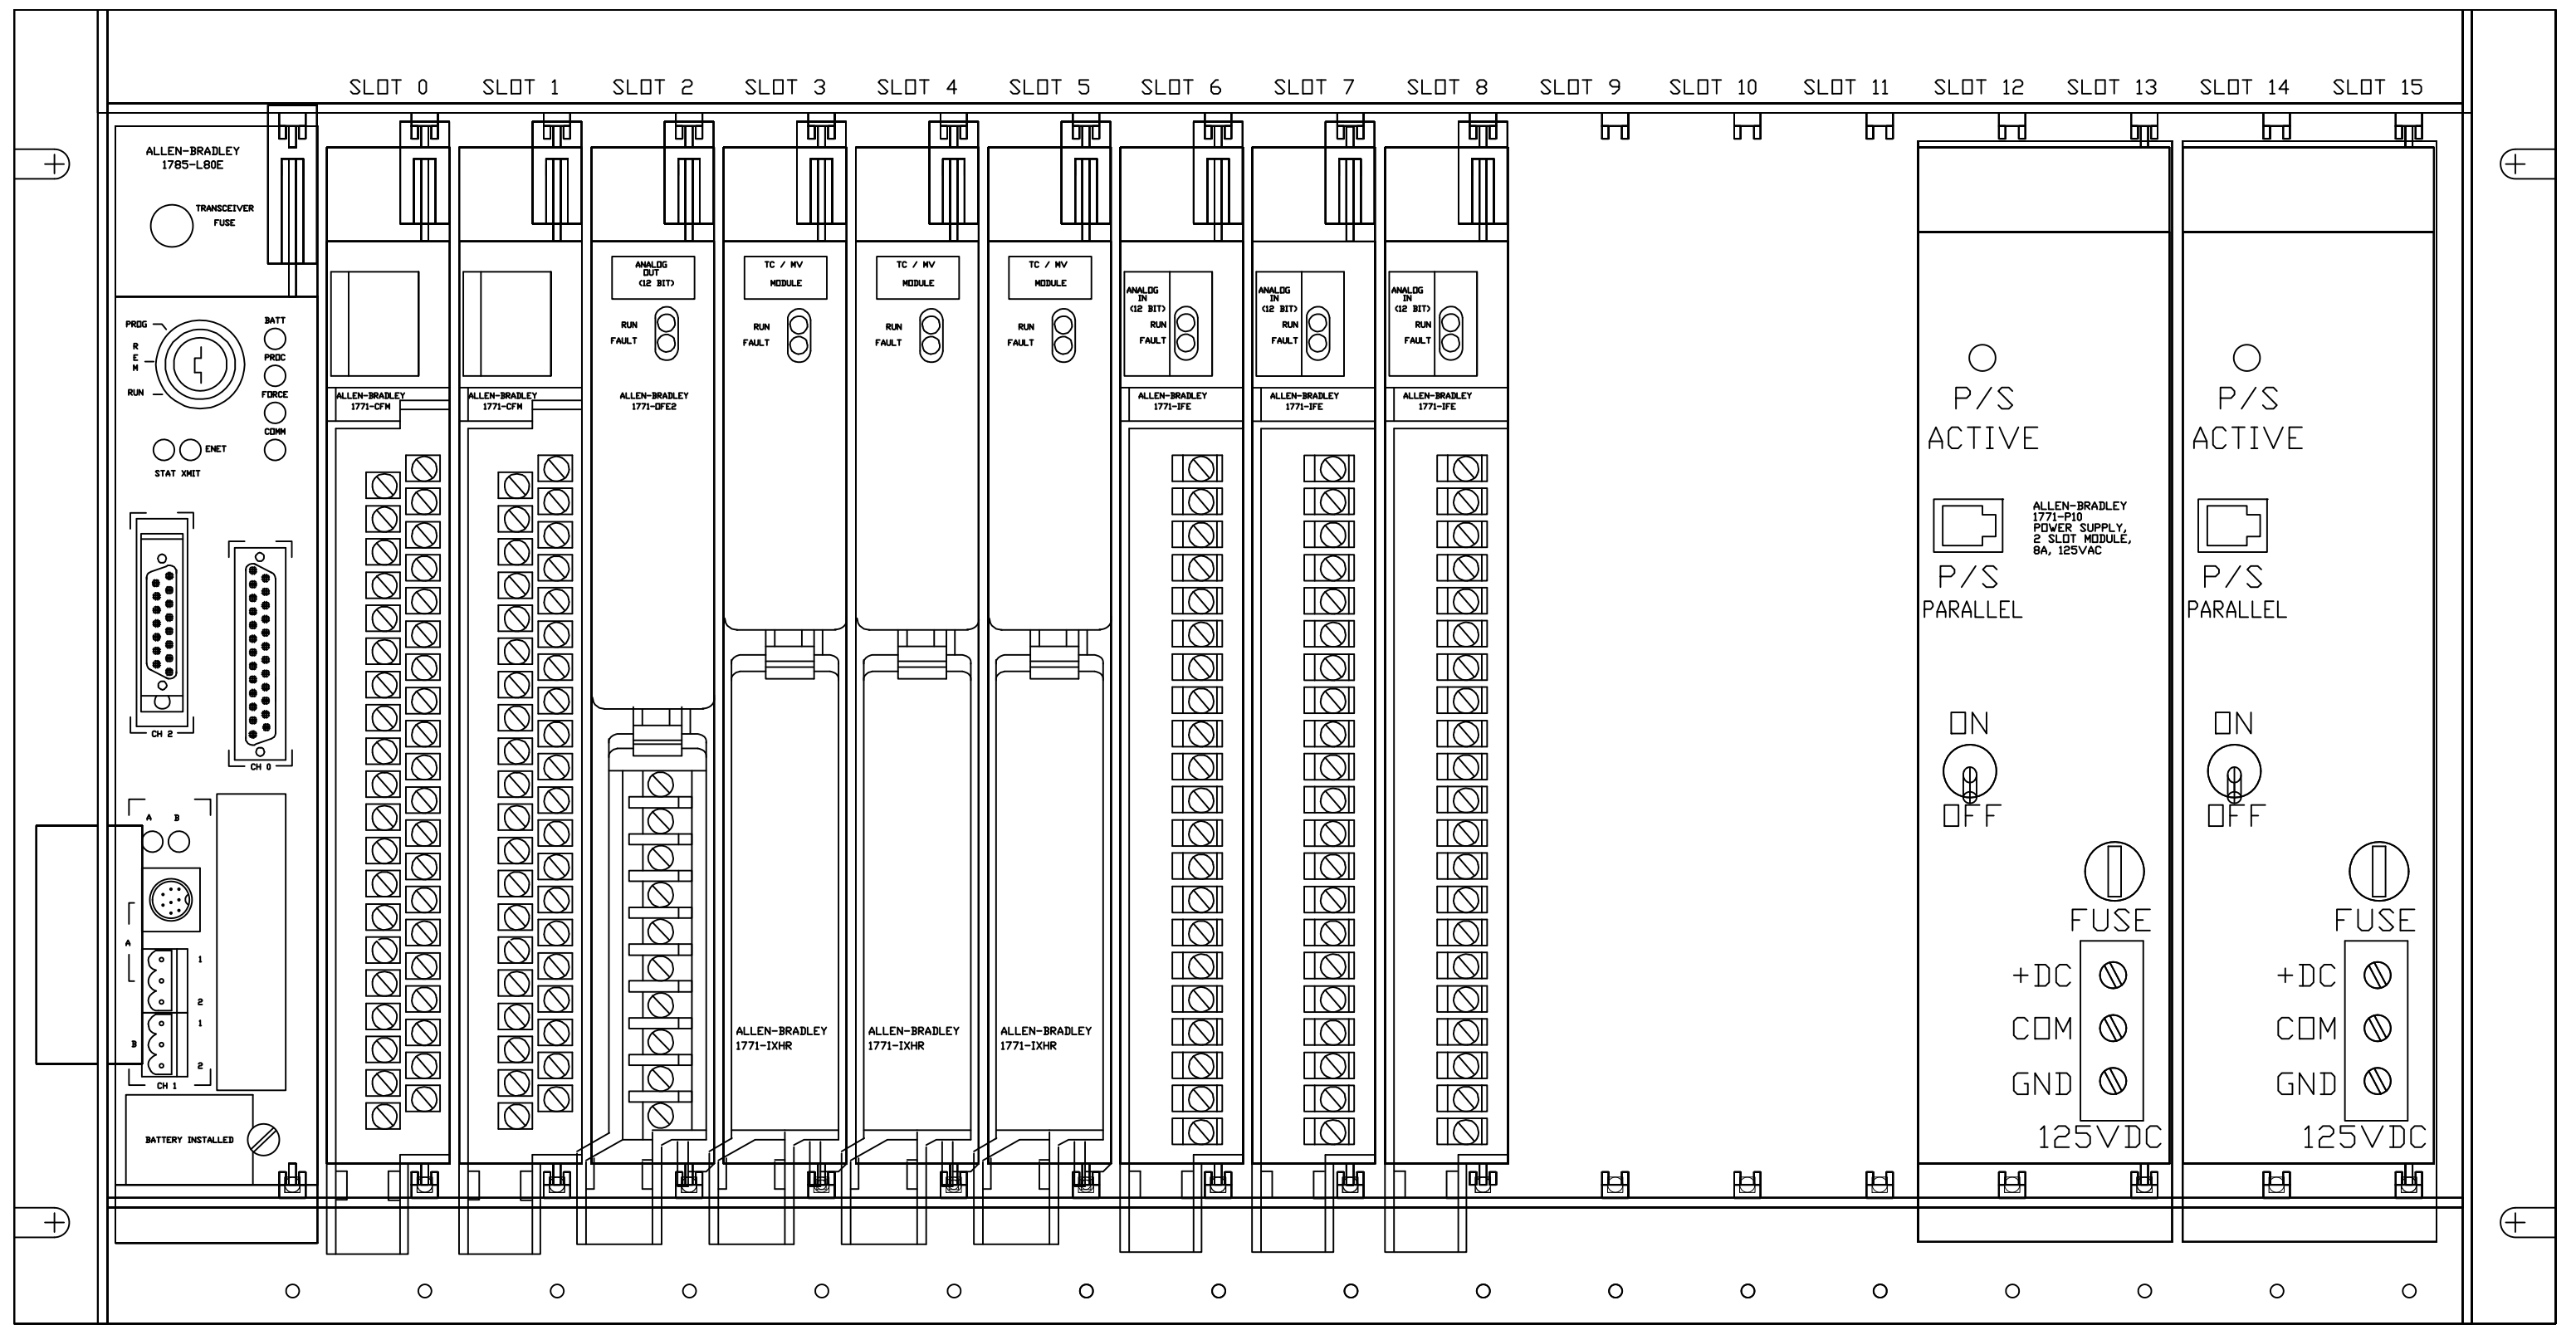 SLOT 0
SLOT 1
SLOT 2
SLOT 3
SLOT 4
SLOT 5
SLOT 6
SLOT 7
SLOT 8
SLOT 9
SLOT 10
SLOT 11
SLOT 12
SLOT 13
SLOT 14
SLOT 15
ALLEN-BRADLEY
1785-L80E
TRANSCEIVER
FUSE
PROG
R
E
M
RUN
BATT
PROC
FORCE
COMM
ENET
STAT XMIT
CH 2
CH 0
A B
A
1
2
B
1
2
CH 1
BATTERY INSTALLED
ALLEN-BRADLEY
1771-CFM
ALLEN-BRADLEY
1771-CFM
ANALOG
OUT
(12 BIT)
RUN
FAULT
ALLEN-BRADLEY
1771-OFE2
TC / MV
MODULE
RUN
FAULT
ALLEN-BRADLEY
1771-IXHR
TC / MV
MODULE
RUN
FAULT
ALLEN-BRADLEY
1771-IXHR
TC / MV
MODULE
RUN
FAULT
ALLEN-BRADLEY
1771-IXHR
ANALOG
IN
(12 BIT)
RUN
FAULT
ALLEN-BRADLEY
1771-IFE
ANALOG
IN
(12 BIT)
RUN
FAULT
ALLEN-BRADLEY
1771-IFE
ANALOG
IN
(12 BIT)
RUN
FAULT
ALLEN-BRADLEY
1771-IFE
P/S
ACTIVE
ALLEN-BRADLEY
1771-P10
POWER SUPPLY,
2 SLOT MODULE,
8A, 125VAC
P/S
PARALLEL
ON
OFF
FUSE
+DC
COM
GND
125VDC
P/S
ACTIVE
P/S
PARALLEL
ON
OFF
FUSE
+DC
COM
GND
125VDC